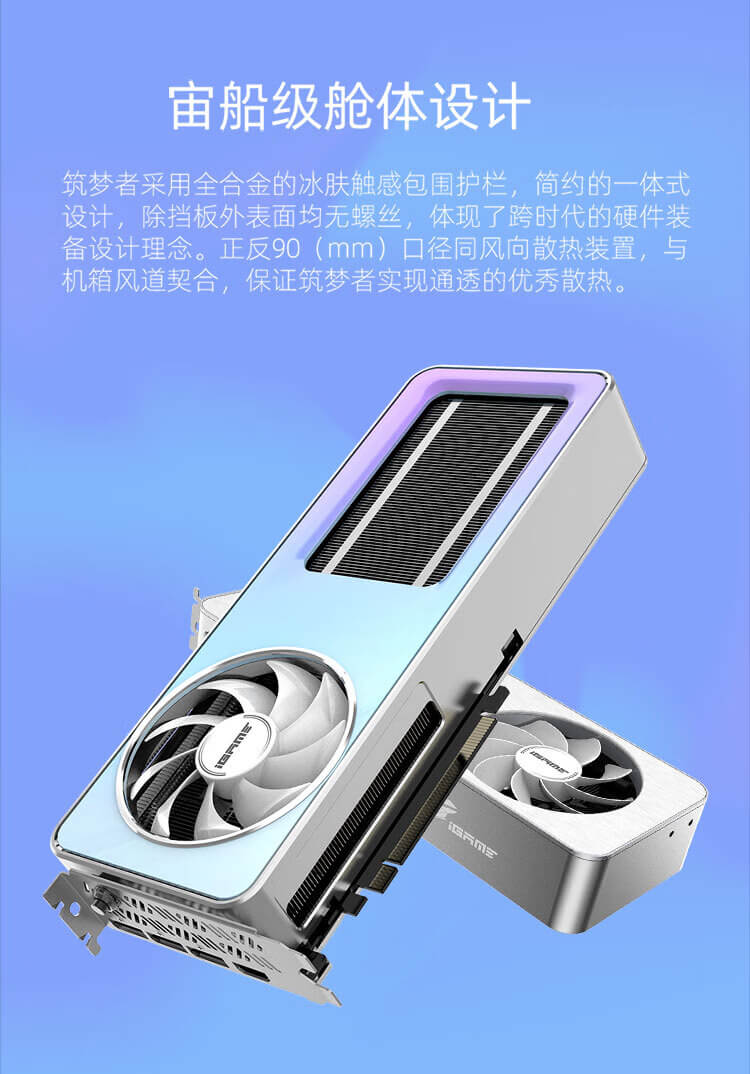 宙船级舱体设计
筑梦者采用全合金的冰肤触感包围护栏，简约的一体式
设计，除挡板外表面均无螺丝，体现了跨时代的硬件装
备设计理念。正反90（mm）口径同风向散热装置，与
机箱风道契合，保证筑梦者实现通透的优秀散热。
iGAME
iGAME
iGAME